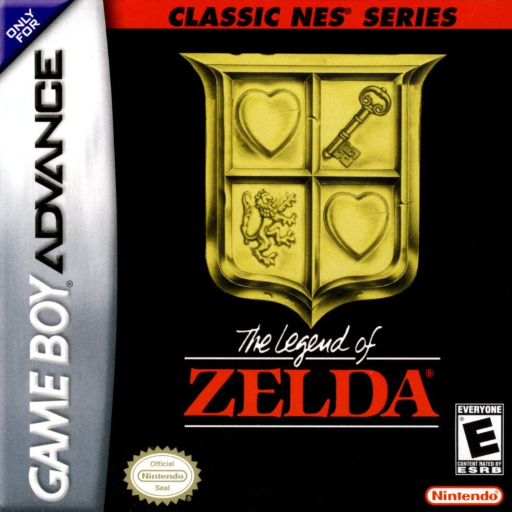 ONLY
FOR
CLASSIC NES® SERIES
GAME BOY® ADVANCE
The Legend of
ZELDA®
Official
Nintendo
Seal
EVERYONE
E
CONTENT RATED BY
ESRB
Nintendo